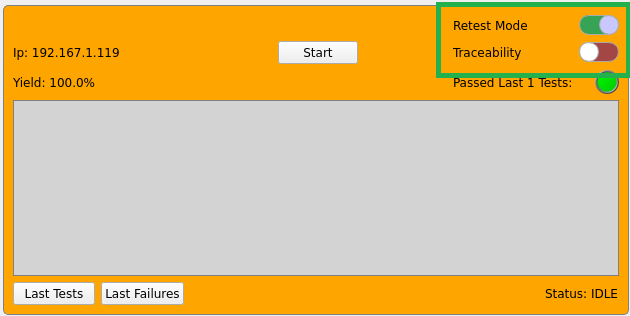 Retest Mode
Ip: 192.167.1.119
Start
Traceability
Yield: 100.0%
Passed Last 1 Tests:
Last Tests
Last Failures
Status: IDLE